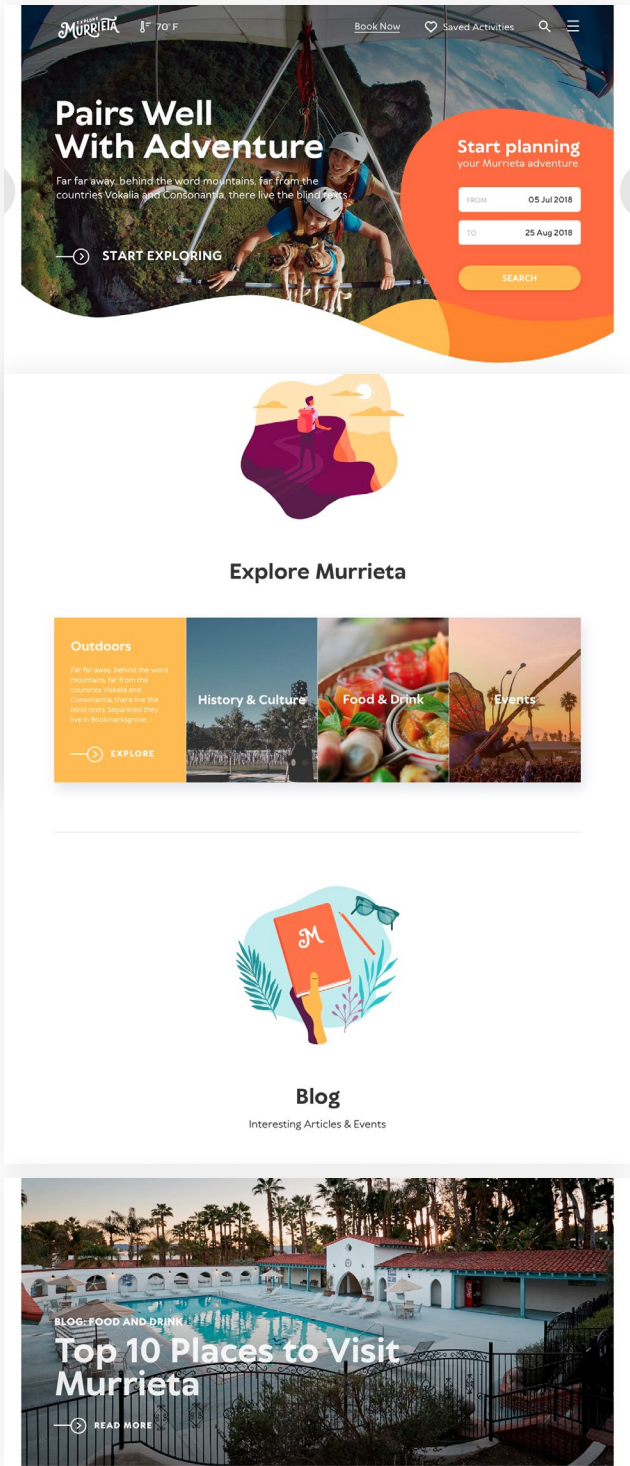 EXPLORE
MURRIETA
70° F
Book Now
Saved Activities
Pairs Well
With Adventure
Far far away, behind the word mountains, far from the
countries Vokalia and Consonantia, there live the blind texts
START EXPLORING
Start planning
your Murrieta adventure
FROM 05 Jul 2018
TO 25 Aug 2018
SEARCH
Explore Murrieta
Outdoors
Far far away, behind the word
mountains, far from the
countries Vokalia and
Consonantia, there live the
blind texts. Separated they
live in Bookmarksgrove...
EXPLORE
History & Culture
Food & Drink
Events
M
Blog
Interesting Articles & Events
BLOG: FOOD AND DRINK
Top 10 Places to Visit
Murrieta
READ MORE